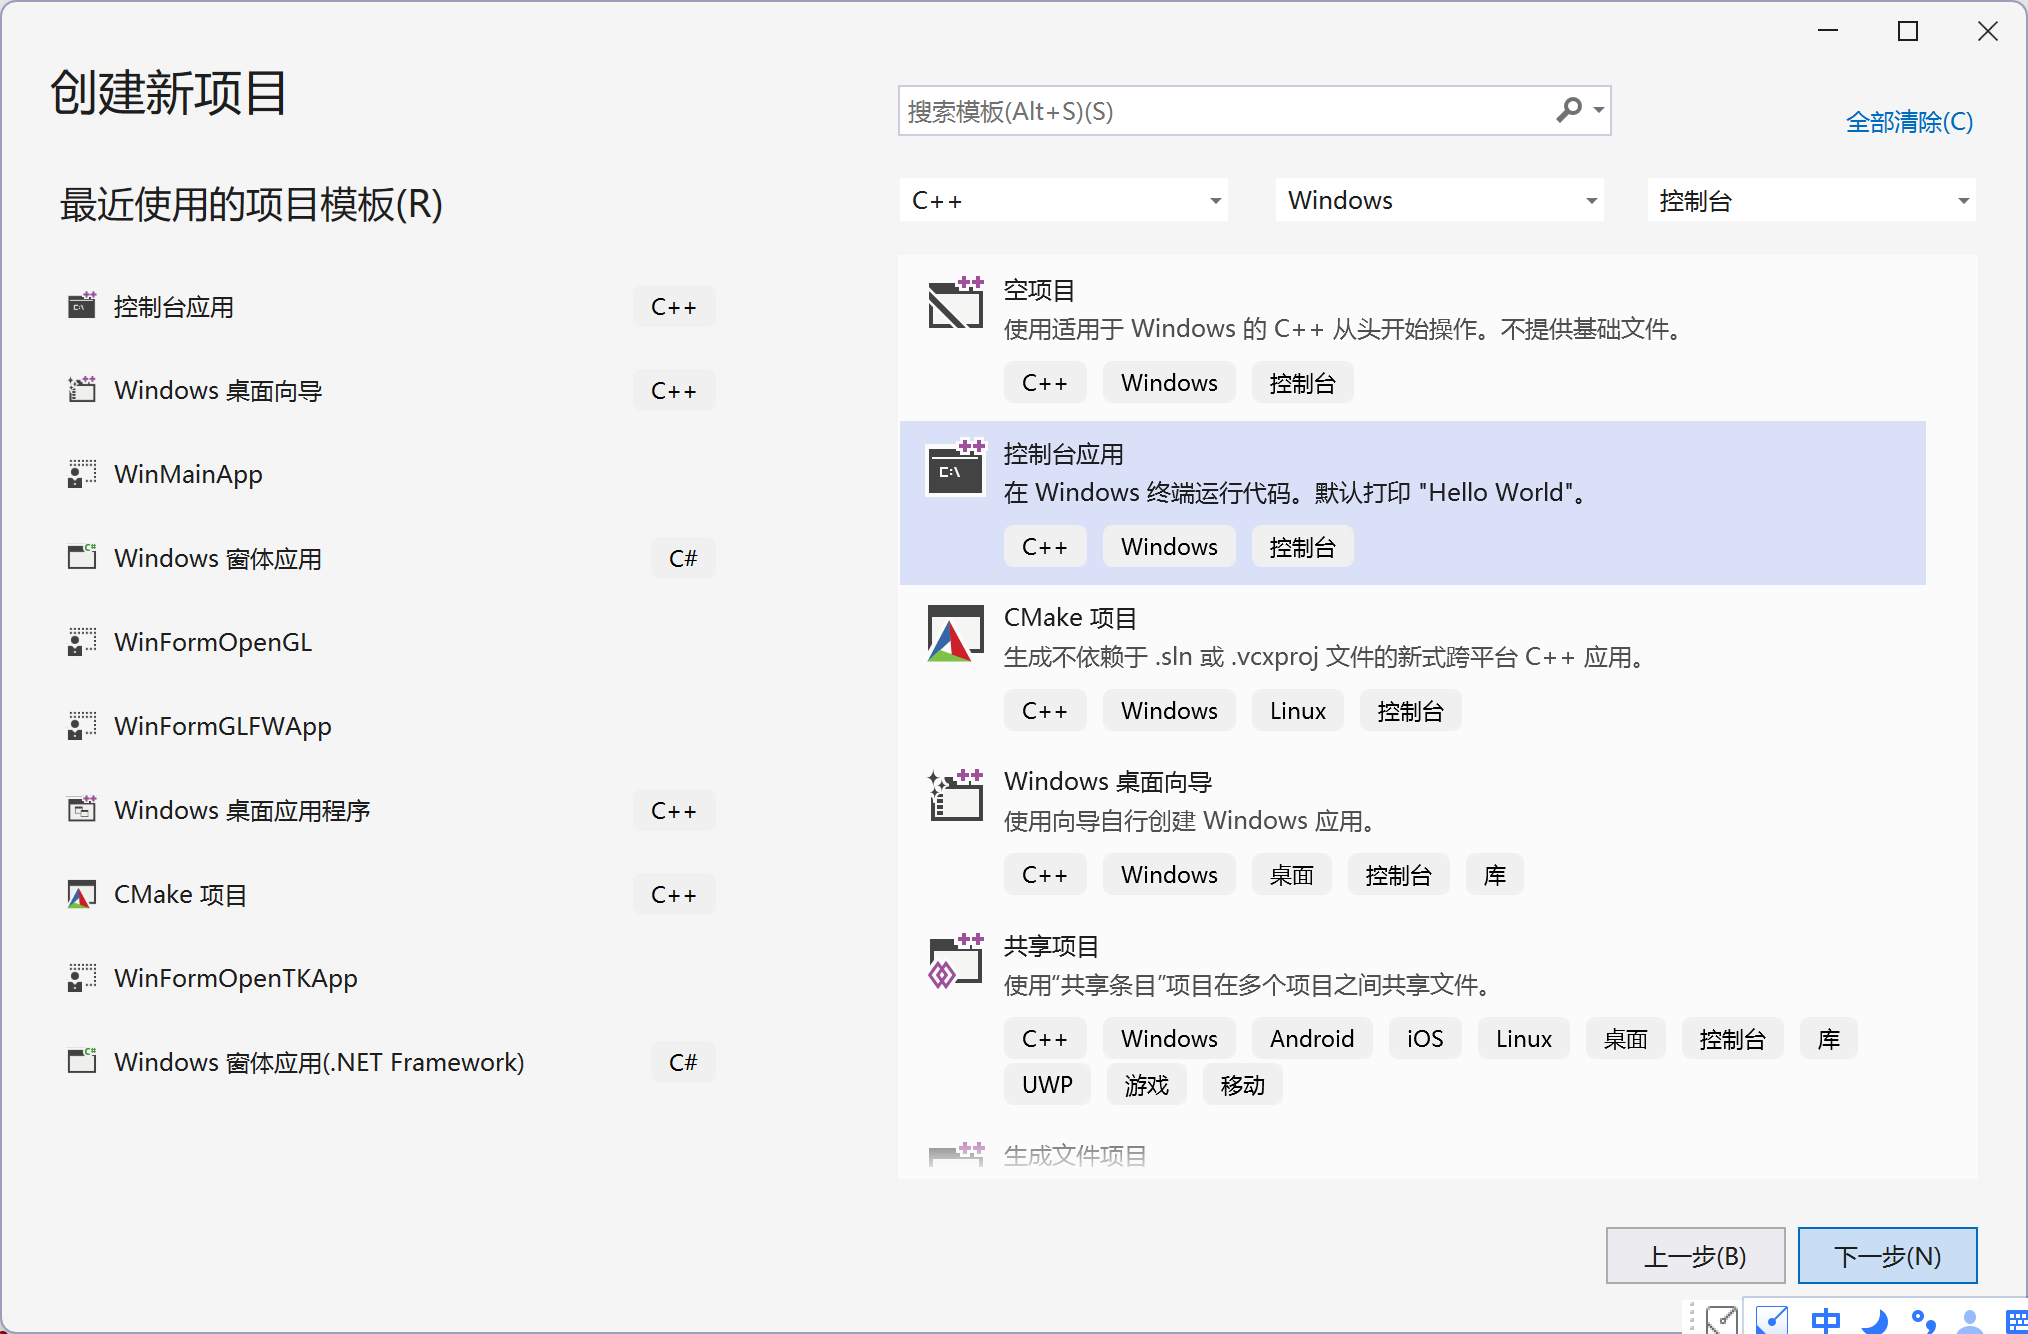 创建新项目
搜索模板(Alt+S)(S)
全部清除(C)
最近使用的项目模板(R)
C++
Windows
控制台
控制台应用
C++
Windows 桌面向导
C++
WinMainApp
Windows 窗体应用
C#
WinFormOpenGL
WinFormGLFWApp
Windows 桌面应用程序
C++
CMake 项目
C++
WinFormOpenTKApp
Windows 窗体应用(.NET Framework)
C#
空项目
使用适用于 Windows 的 C++ 从头开始操作。不提供基础文件。
C++ Windows 控制台
控制台应用
在 Windows 终端运行代码。默认打印 "Hello World"。
C++ Windows 控制台
CMake 项目
生成不依赖于 .sln 或 .vcxproj 文件的新式跨平台 C++ 应用。
C++ Windows Linux 控制台
Windows 桌面向导
使用向导自行创建 Windows 应用。
C++ Windows 桌面 控制台 库
共享项目
使用“共享条目”项目在多个项目之间共享文件。
C++ Windows Android iOS Linux 桌面 控制台 库
UWP 游戏 移动
生成文件项目
上一步(B)
下一步(N)
中